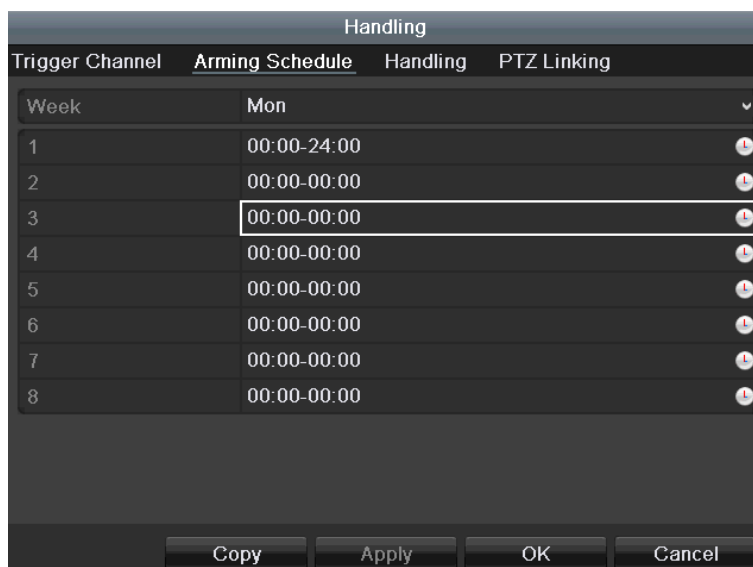 Handling
Trigger Channel Arming Schedule Handling PTZ Linking
Week Mon
1 00:00-24:00
2 00:00-00:00
3 00:00-00:00
4 00:00-00:00
5 00:00-00:00
6 00:00-00:00
7 00:00-00:00
8 00:00-00:00
Copy Apply OK Cancel